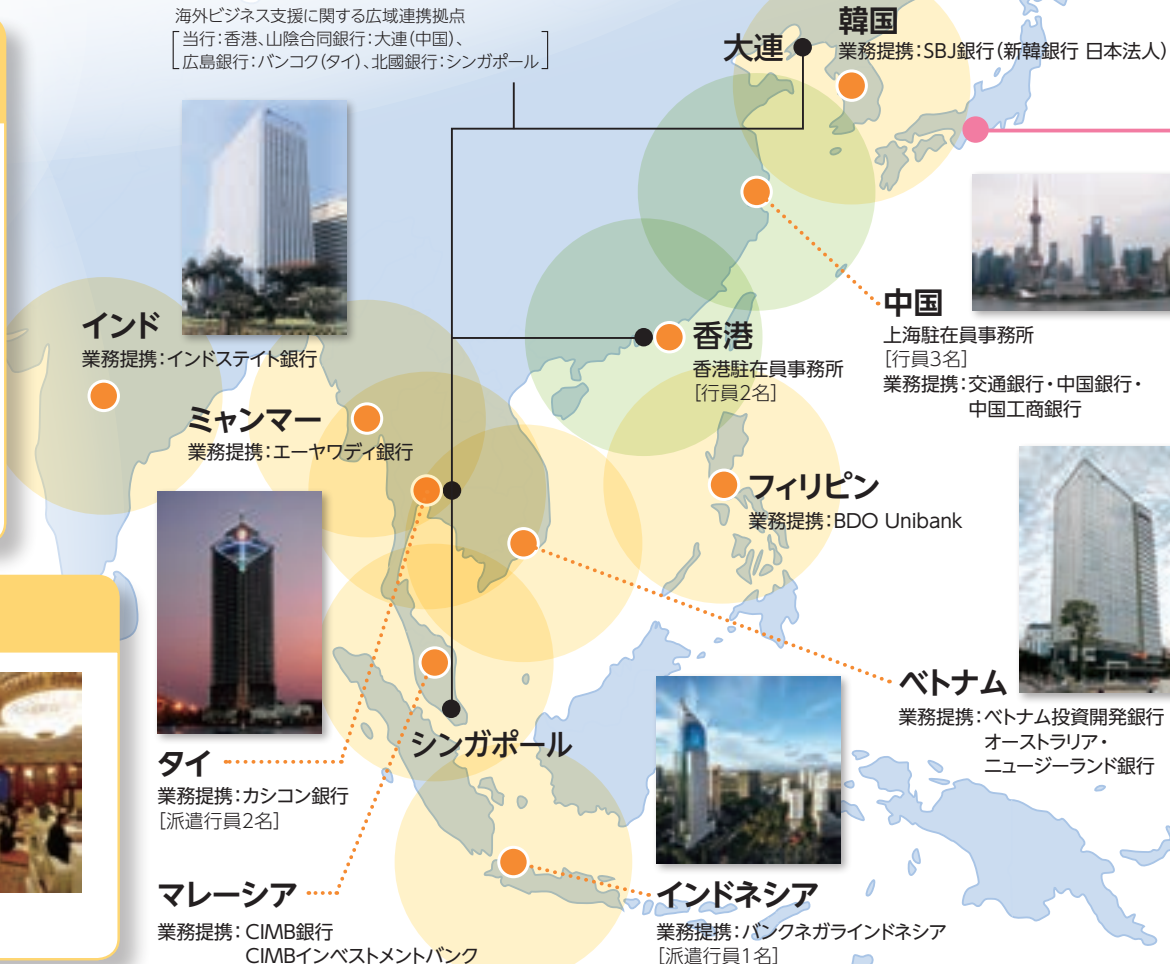 海外ビジネス支援に関する広域連携拠点
当行：香港、山陰合同銀行：大連（中国）、
広島銀行：バンコク（タイ）、北國銀行：シンガポール
大連
韓国
業務提携：SBJ銀行（新韓銀行 日本法人）
インド
業務提携：インドステイト銀行
中国
上海駐在員事務所
［行員3名］
業務提携：交通銀行・中国銀行・
中国工商銀行
香港
香港駐在員事務所
［行員2名］
ミャンマー
業務提携：エーヤワディ銀行
フィリピン
業務提携：BDO Unibank
ベトナム
業務提携：ベトナム投資開発銀行
オーストラリア・
ニュージーランド銀行
シンガポール
タイ
業務提携：カシコン銀行
［派遣行員2名］
マレーシア
業務提携：CIMB銀行
CIMBインベストメントバンク
インドネシア
業務提携：バンクネガラインドネシア
［派遣行員1名］